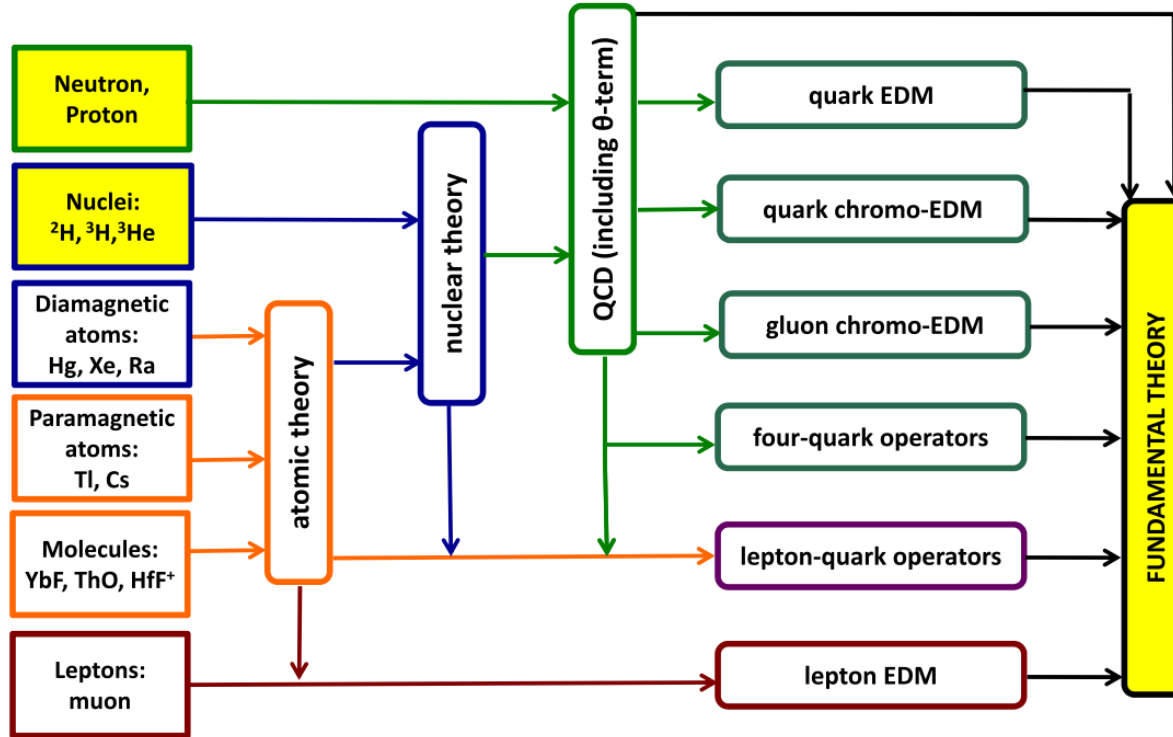 Neutron,
Proton
Nuclei:
²H, ³H,³He
Diamagnetic
atoms:
Hg, Xe, Ra
Paramagnetic
atoms:
Tl, Cs
Molecules:
YbF, ThO, HfF⁺
Leptons:
muon
atomic theory
nuclear theory
QCD (including θ-term)
quark EDM
quark chromo-EDM
gluon chromo-EDM
four-quark operators
lepton-quark operators
lepton EDM
FUNDAMENTAL THEORY